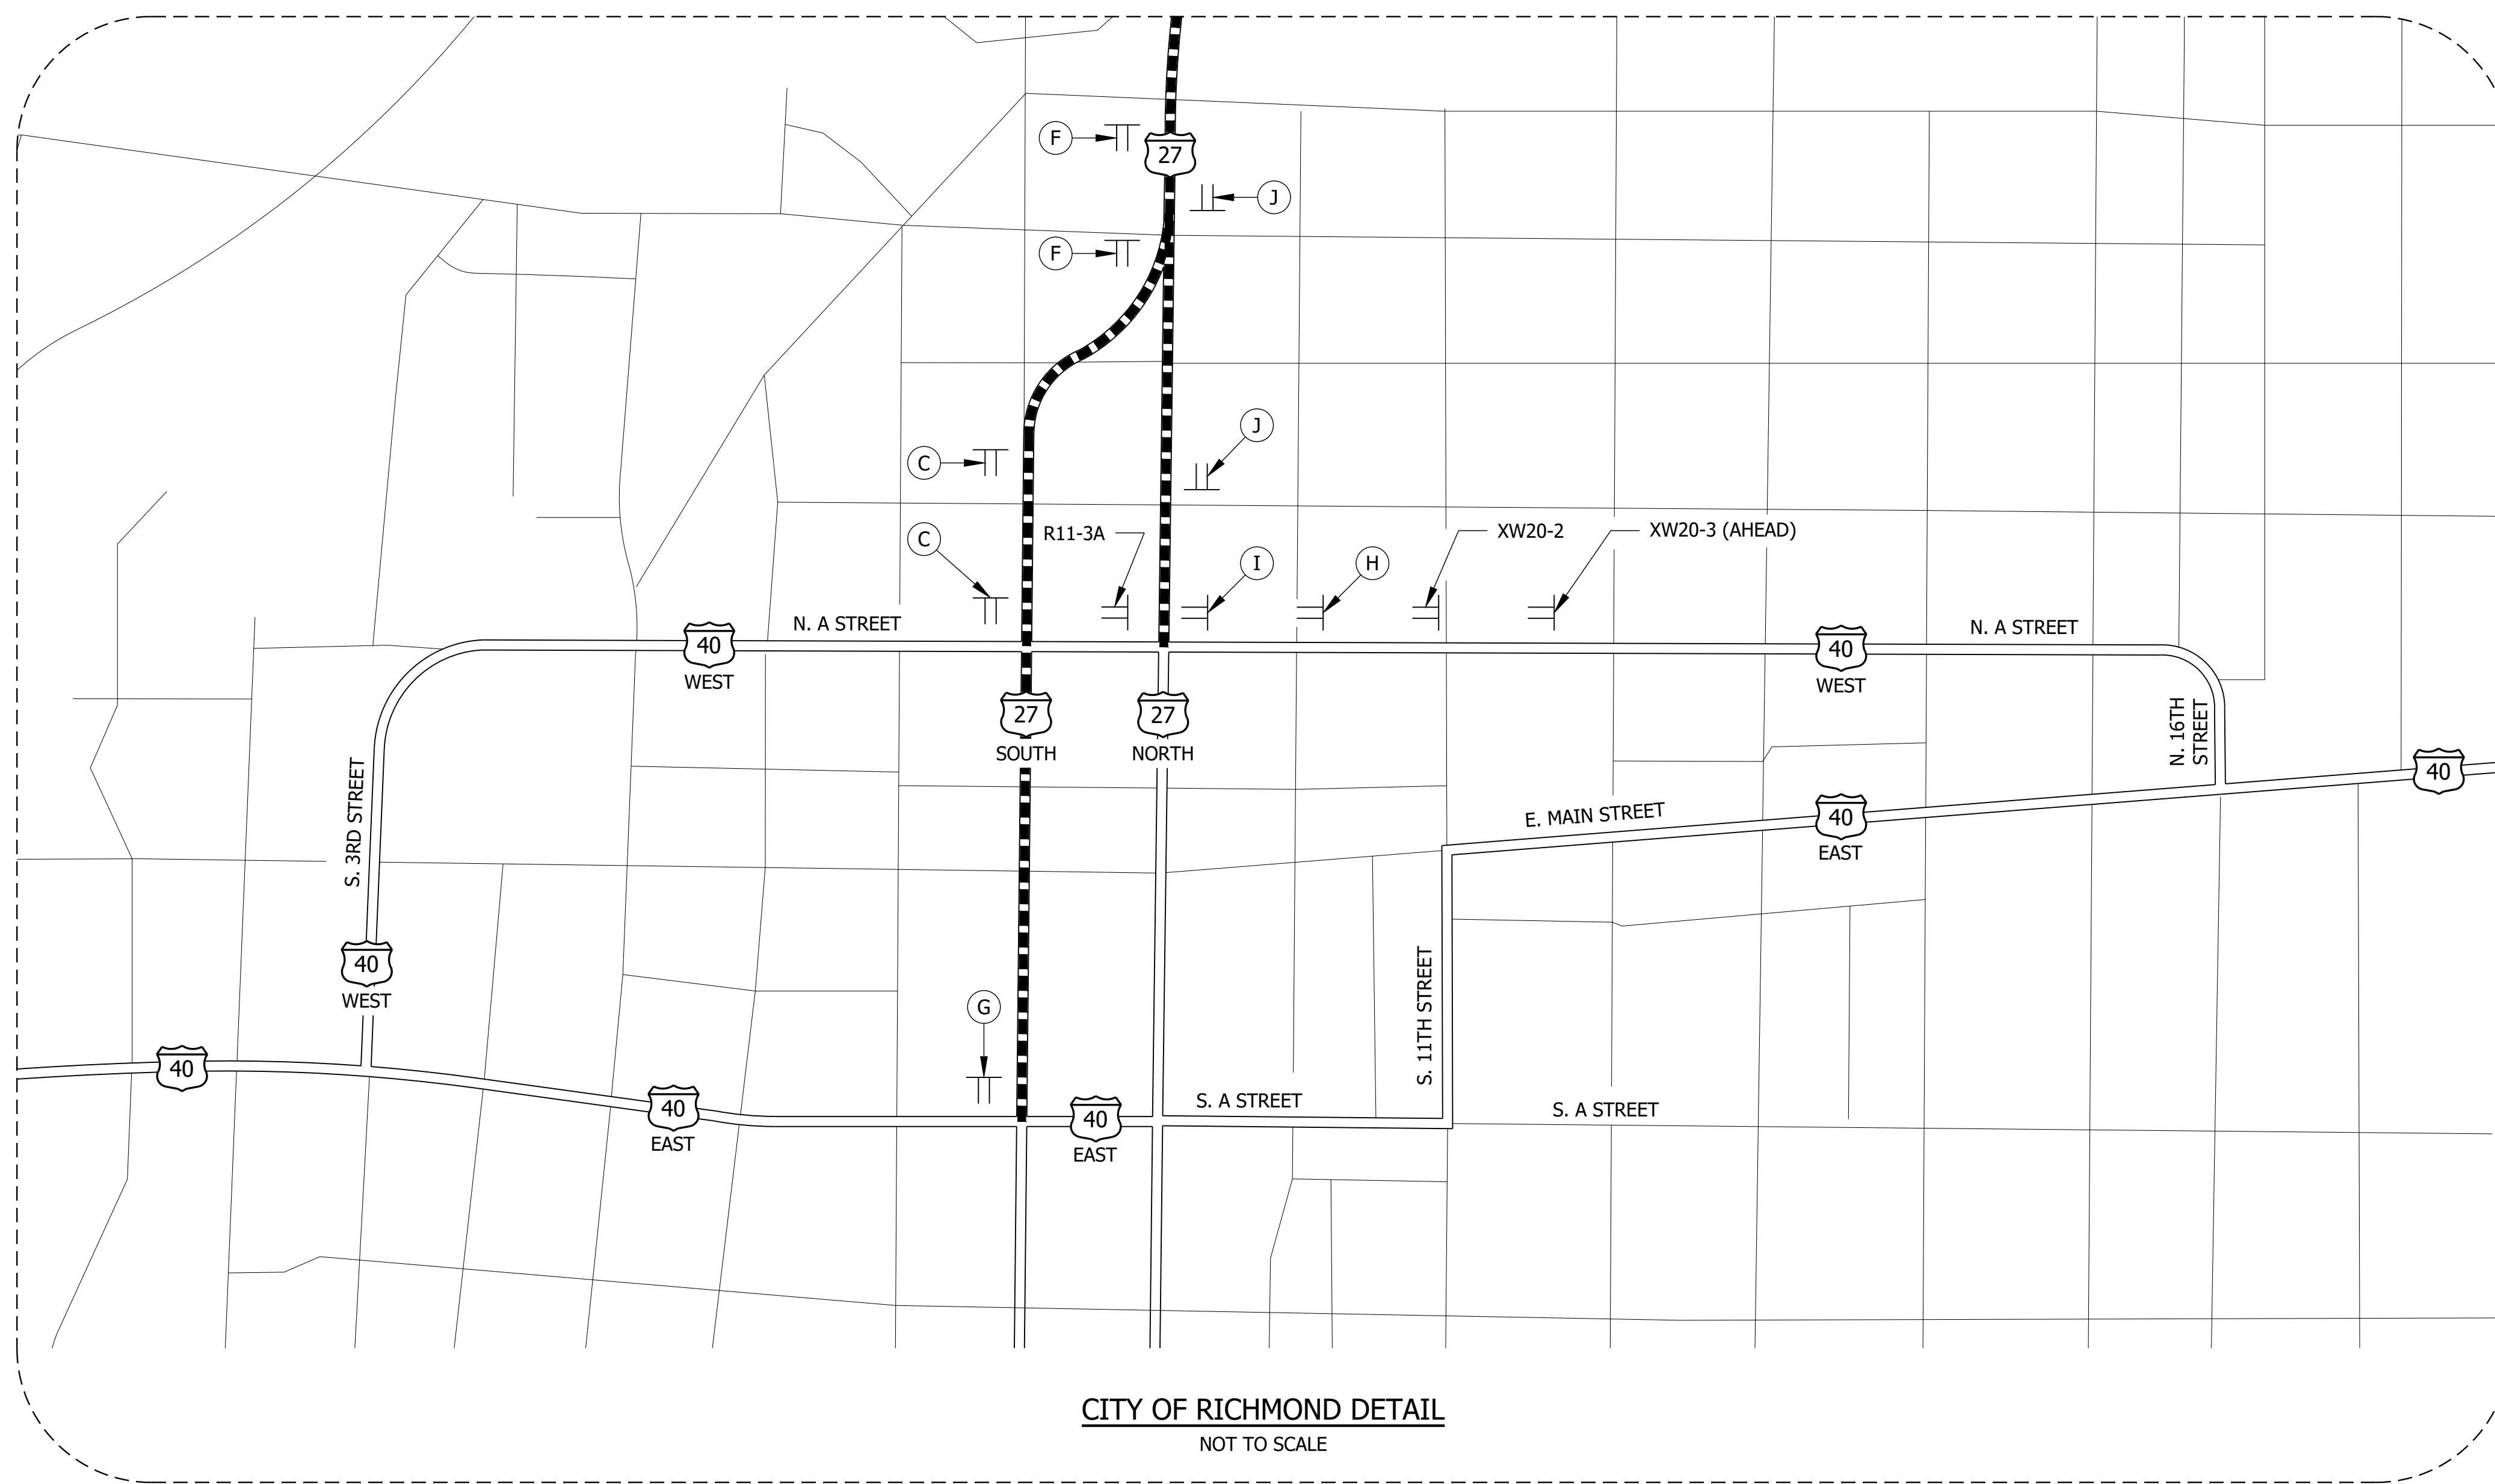 F
27
J
F
J
C
C
R11-3A
XW20-2
XW20-3 (AHEAD)
I
H
N. A STREET
40
WEST
N. A STREET
40
WEST
27
SOUTH
27
NORTH
N. 16TH
STREET
40
S. 3RD STREET
E. MAIN STREET
40
EAST
40
WEST
G
S. 11TH STREET
40
40
EAST
40
EAST
S. A STREET
S. A STREET
CITY OF RICHMOND DETAIL
NOT TO SCALE